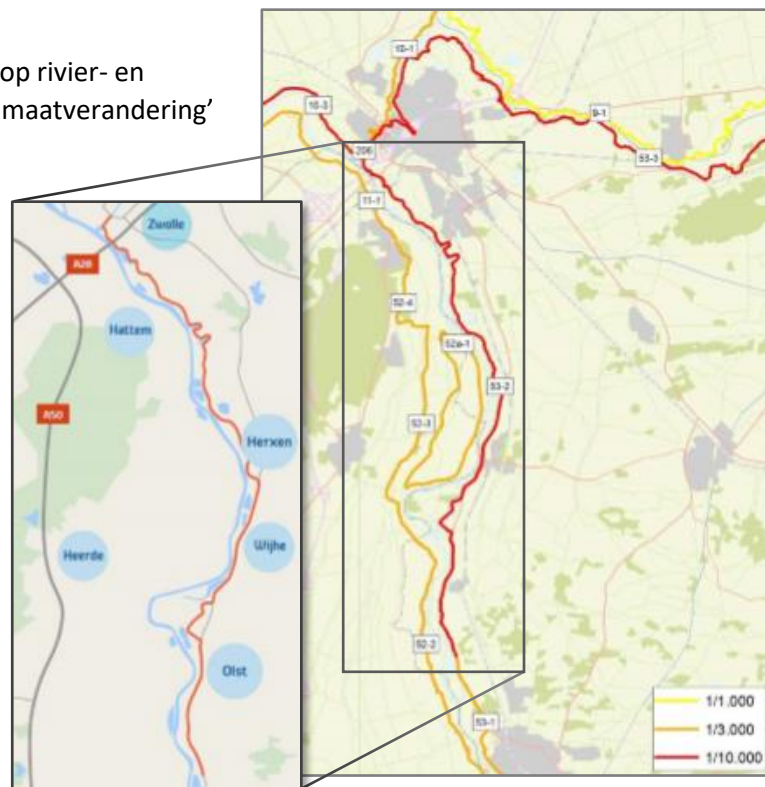 op rivier- en
maatverandering’
10-1
10-3
9-1
53-3
206
11-1
52-4
52a-1
53-2
52-3
52-2
53-1
1/1.000
1/3.000
1/10.000
Zwolle
A28
Hattem
A50
Herxen
Heerde
Wijhe
Olst